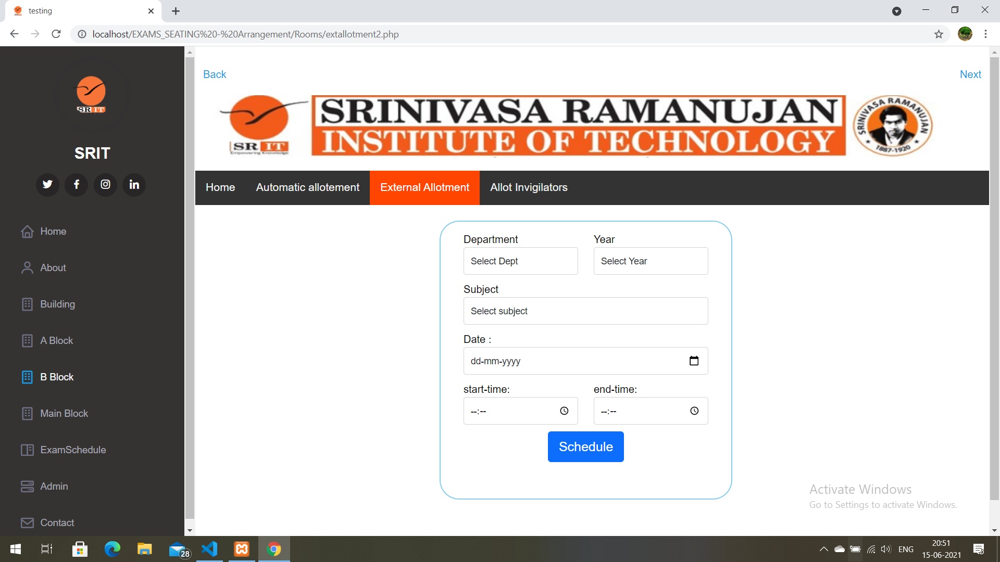 testing
localhost/EXAMS_SEATING%20-%20Arrangement/Rooms/extallotment2.php
SR IT
SRIT
Home
About
Building
A Block
B Block
Main Block
ExamSchedule
Admin
Contact
Back
Next
SR IT
Empowering Knowledge
SRINIVASA RAMANUJAN
INSTITUTE OF TECHNOLOGY
SRINIVASA RAMANUJAN
1887-1920
Home Automatic allotement External Allotment Allot Invigilators
Department Year
Select Dept Select Year
Subject
Select subject
Date :
dd-mm-yyyy
start-time: end-time:
--:-- --:--
Schedule
Activate Windows
Go to Settings to activate Windows.
28
ENG
20:51
15-06-2021